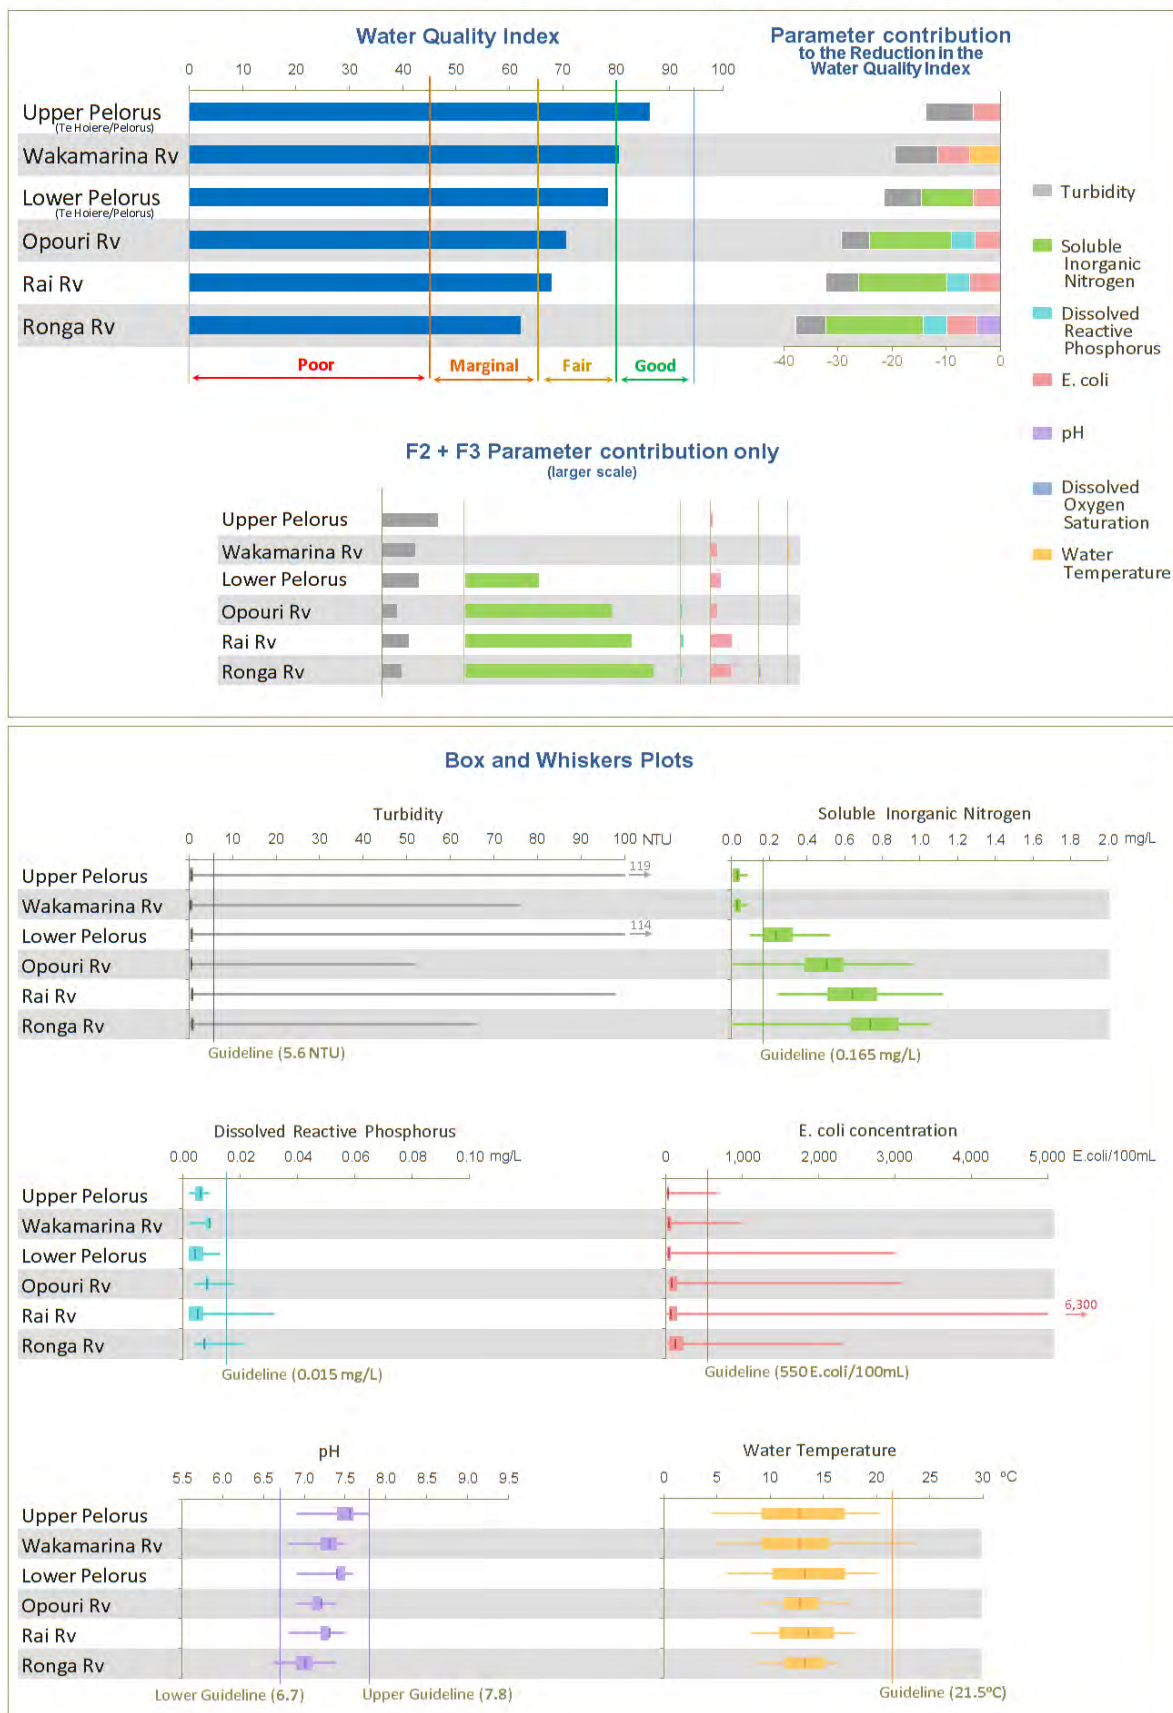 Water Quality Index
0 10 20 30 40 50 60 70 80 90 100
Upper Pelorus
(Te Hoiere/Pelorus)
Wakamarina Rv
Lower Pelorus
(Te Hoiere/Pelorus)
Opouri Rv
Rai Rv
Ronga Rv
Poor Marginal Fair Good
Parameter contribution
to the Reduction in the
Water Quality Index
-40 -30 -20 -10 0
Turbidity
Soluble
Inorganic
Nitrogen
Dissolved
Reactive
Phosphorus
E. coli
pH
Dissolved
Oxygen
Saturation
Water
Temperature
F2 + F3 Parameter contribution only
(larger scale)
Upper Pelorus
Wakamarina Rv
Lower Pelorus
Opouri Rv
Rai Rv
Ronga Rv
Box and Whiskers Plots
Turbidity
0 10 20 30 40 50 60 70 80 90 100 NTU
Upper Pelorus
119
Wakamarina Rv
Lower Pelorus
114
Opouri Rv
Rai Rv
Ronga Rv
Guideline (5.6 NTU)
Soluble Inorganic Nitrogen
0.0 0.2 0.4 0.6 0.8 1.0 1.2 1.4 1.6 1.8 2.0 mg/L
Guideline (0.165 mg/L)
Dissolved Reactive Phosphorus
0.00 0.02 0.04 0.06 0.08 0.10 mg/L
Upper Pelorus
Wakamarina Rv
Lower Pelorus
Opouri Rv
Rai Rv
Ronga Rv
Guideline (0.015 mg/L)
E. coli concentration
0 1,000 2,000 3,000 4,000 5,000 E.coli/100mL
6,300
Guideline (550 E.coli/100mL)
pH
5.5 6.0 6.5 7.0 7.5 8.0 8.5 9.0 9.5
Upper Pelorus
Wakamarina Rv
Lower Pelorus
Opouri Rv
Rai Rv
Ronga Rv
Lower Guideline (6.7) Upper Guideline (7.8)
Water Temperature
0 5 10 15 20 25 30 ºC
Guideline (21.5ºC)